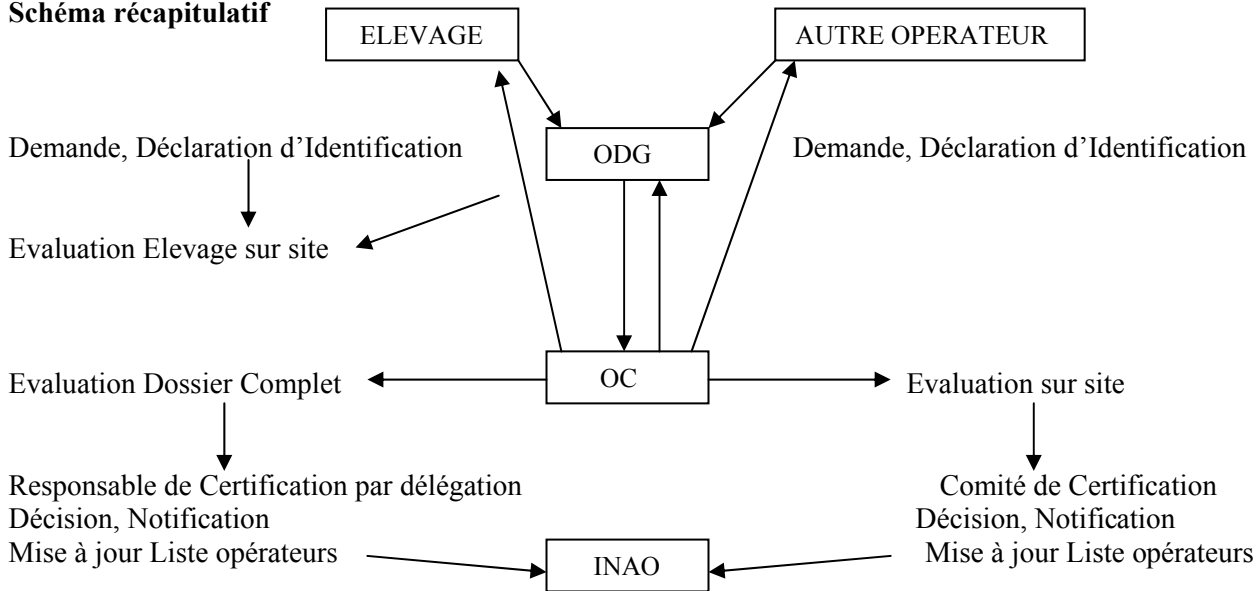 Schéma récapitulatif
ELEVAGE
AUTRE OPERATEUR
Demande, Déclaration d’Identification
ODG
Demande, Déclaration d’Identification
Evaluation Elevage sur site
Evaluation Dossier Complet
OC
Evaluation sur site
Responsable de Certification par délégation
Comité de Certification
Décision, Notification
Décision, Notification
Mise à jour Liste opérateurs
INAO
Mise à jour Liste opérateurs